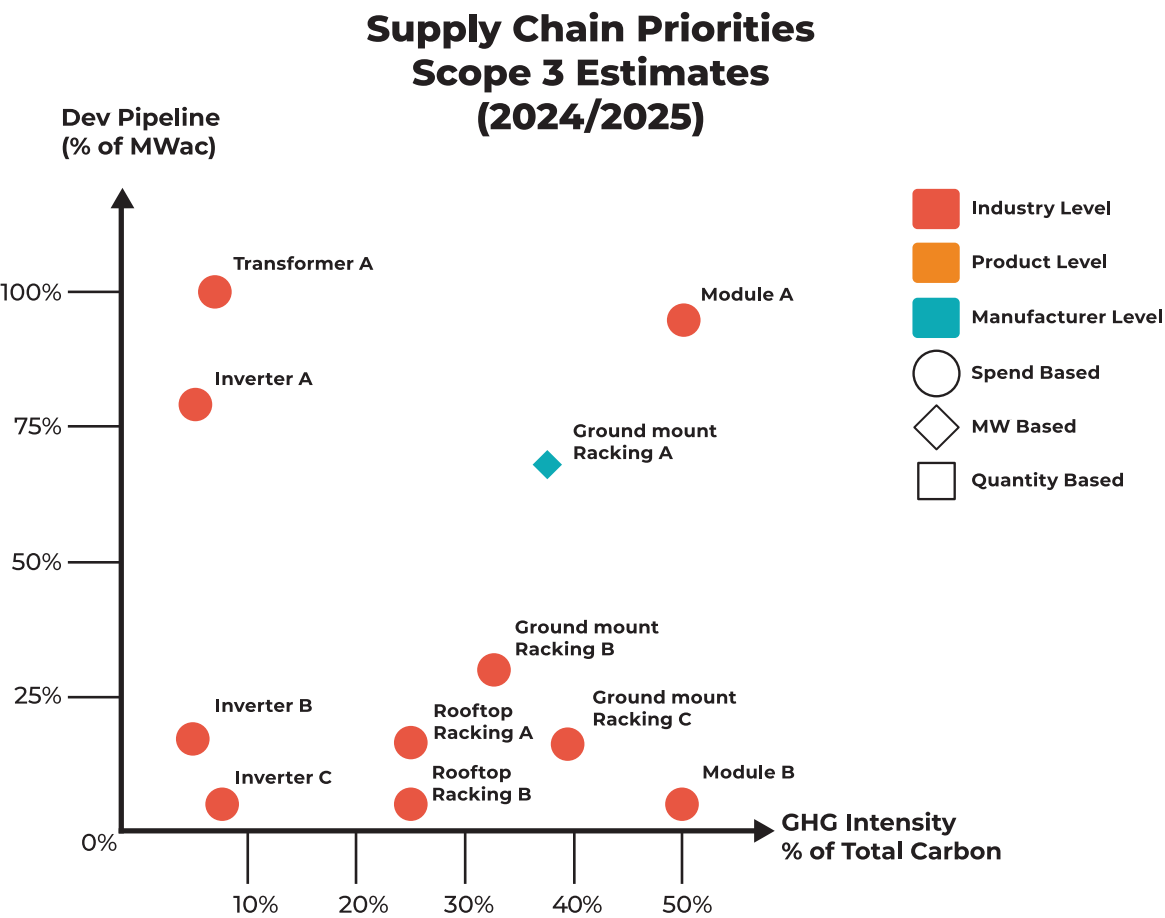 Supply Chain Priorities
Scope 3 Estimates
(2024/2025)
Dev Pipeline
(% of MWac)
100%
75%
50%
25%
0%
Transformer A
Module A
Inverter A
Ground mount
Racking A
Ground mount
Racking B
Inverter B
Rooftop
Racking A
Ground mount
Racking C
Inverter C
Rooftop
Racking B
Module B
GHG Intensity
% of Total Carbon
10%
20%
30%
40%
50%
Industry Level
Product Level
Manufacturer Level
Spend Based
MW Based
Quantity Based